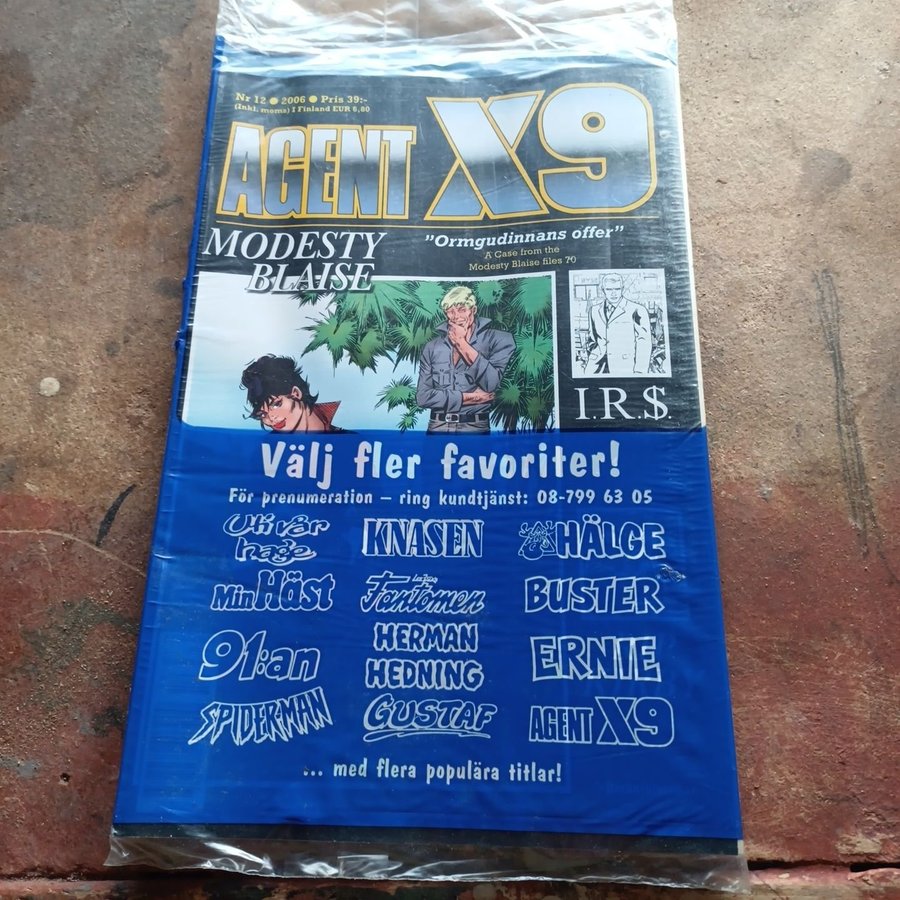 Nr 12 ● 2006 ● Pris 39:-
(Inkl. moms) I Finland EUR 6,80
AGENT X9
MODESTY
BLAISE
"Ormgudinnans offer"
A Case from the
Modesty Blaise files 70
I.R.$.
Välj fler favoriter!
För prenumeration – ring kundtjänst: 08-799 63 05
Uti vår
hage
KNASEN
HÄLGE
Min Häst
Fantomen
BUSTER
91:an
HERMAN
HEDNING
ERNIE
SPIDER-MAN
GUSTAF
AGENT X9
... med flera populära titlar!